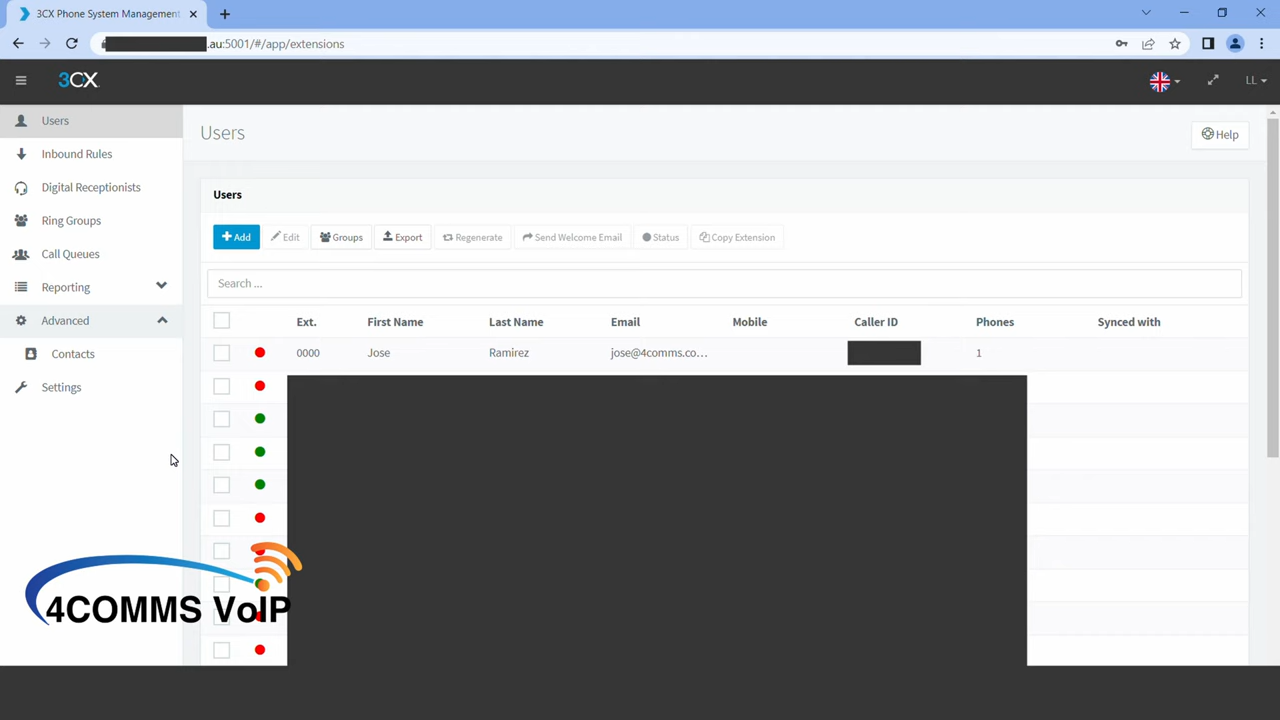 3CX Phone System Management
.au:5001/#/app/extensions
3CX
LL
Users
Inbound Rules
Digital Receptionists
Ring Groups
Call Queues
Reporting
Advanced
Contacts
Settings
Users
Help
Users
Add Edit Groups Export Regenerate Send Welcome Email Status Copy Extension
Search ...
Ext. First Name Last Name Email Mobile Caller ID Phones Synced with
0000 Jose Ramirez jose@4comms.co... 1
4COMMS VoIP